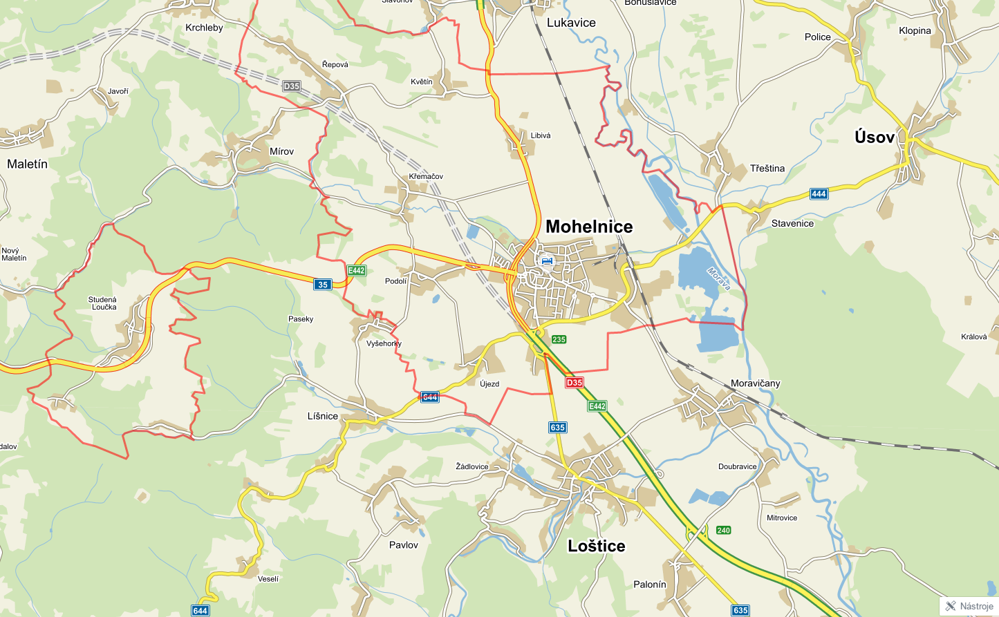 Slavoňov
Bohuslavice
Lukavice
Krchleby
Klopina
Police
Řepová
Květín
D35
Javoří
Úsov
Libivá
Mírov
Maletín
Třeština
Křemačov
444
Stavenice
Mohelnice
Nový
Maletín
E442
Morava
35
Podolí
Studená
Loučka
Paseky
Králová
235
Vyšehorky
D35
Újezd
Moravičany
644
E442
Líšnice
635
dalov
Žádlovice
Doubravice
Mitrovice
240
Pavlov
Loštice
Veselí
Palonín
Nástroje
644
635